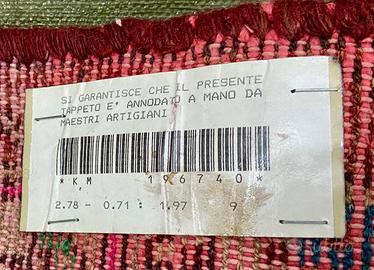 SI GARANTISCE CHE IL PRESENTE
TAPPETO E' ANNODATO A MANO DA
MAESTRI ARTIGIANI
*K,M 196740*
2.78 - 0.71 : 1.97 9